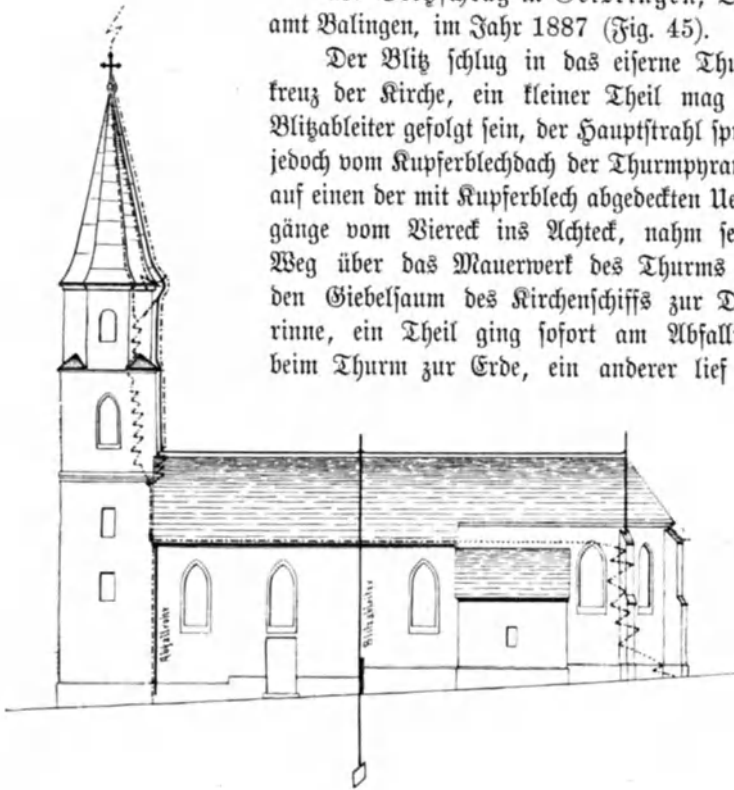 amt Balingen, im Jahr 1887 (Fig. 45).
Der Blitz schlug in das eiserne Thu
kreuz der Kirche, ein kleiner Theil mag
Blitzableiter gefolgt sein, der Hauptstrahl spr
jedoch vom Kupferblechdach der Thurmpyra
auf einen der mit Kupferblech abgedeckten Ue
gänge vom Viereck ins Achteck, nahm se
Weg über das Mauerwerk des Thurms
den Giebelsaum des Kirchenschiffs zur D
rinne, ein Theil ging sofort am Abfall
beim Thurm zur Erde, ein anderer lief
Abfallrohr
Blitzableiter